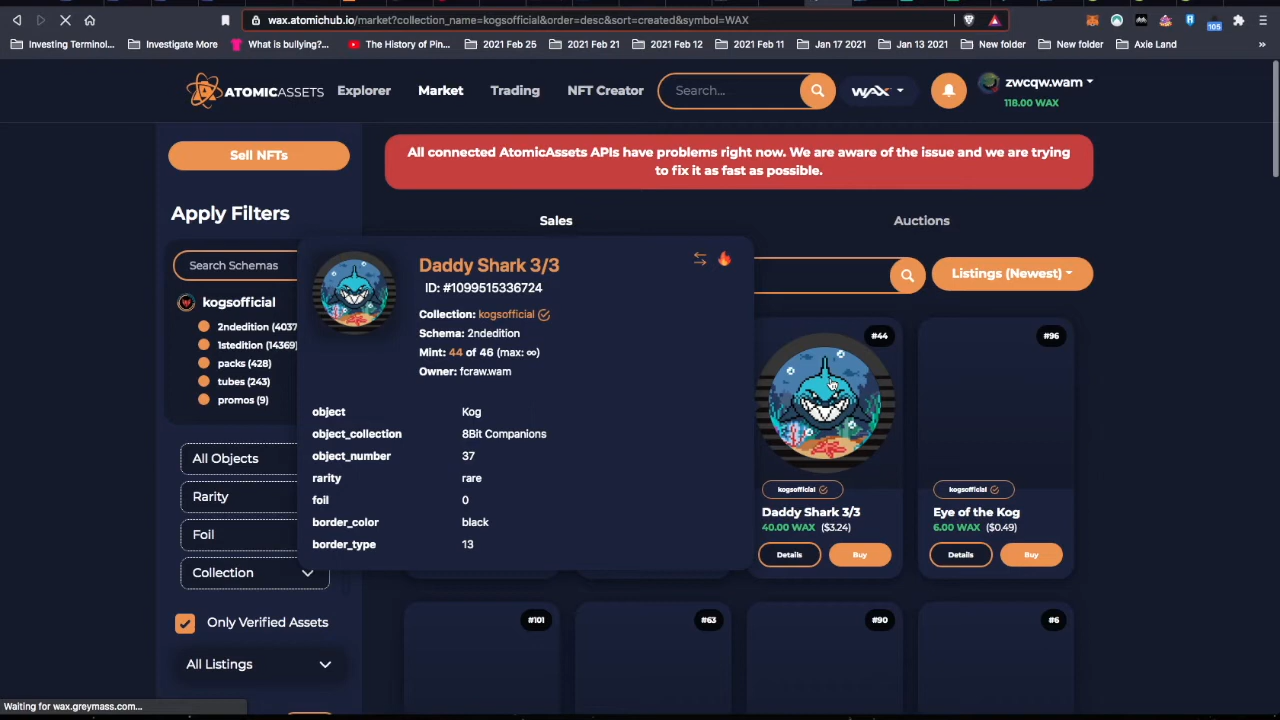 wax.atomichub.io/market?collection_name=kogsofficial&order=desc&sort=created&symbol=WAX
105
Investing Terminol...
Investigate More
What is bullying?...
The History of Pin...
2021 Feb 25
2021 Feb 21
2021 Feb 12
2021 Feb 11
Jan 17 2021
Jan 13 2021
New folder
New folder
Axie Land
»
ATOMICASSETS
Explorer
Market
Trading
NFT Creator
Search...
WAX
zwcqw.wam
118.00 WAX
Sell NFTs
All connected AtomicAssets APIs have problems right now. We are aware of the issue and we are trying
to fix it as fast as possible.
Apply Filters
Sales
Auctions
Search Schemas
Listings (Newest)
kogsofficial
2ndedition (4037
1stedition (14369)
packs (428)
tubes (243)
promos (9)
All Objects
Rarity
Foil
Collection
Only Verified Assets
All Listings
Daddy Shark 3/3
ID: #1099515336724
Collection: kogsofficial
Schema: 2ndedition
Mint: 44 of 46 (max: ∞)
Owner: fcraw.wam
object Kog
object_collection 8Bit Companions
object_number 37
rarity rare
foil 0
border_color black
border_type 13
#44
kogsofficial
Daddy Shark 3/3
40.00 WAX ($3.24)
Details
Buy
#96
kogsofficial
Eye of the Kog
6.00 WAX ($0.49)
Details
Buy
#101
#63
#90
#6
Waiting for wax.greymass.com...